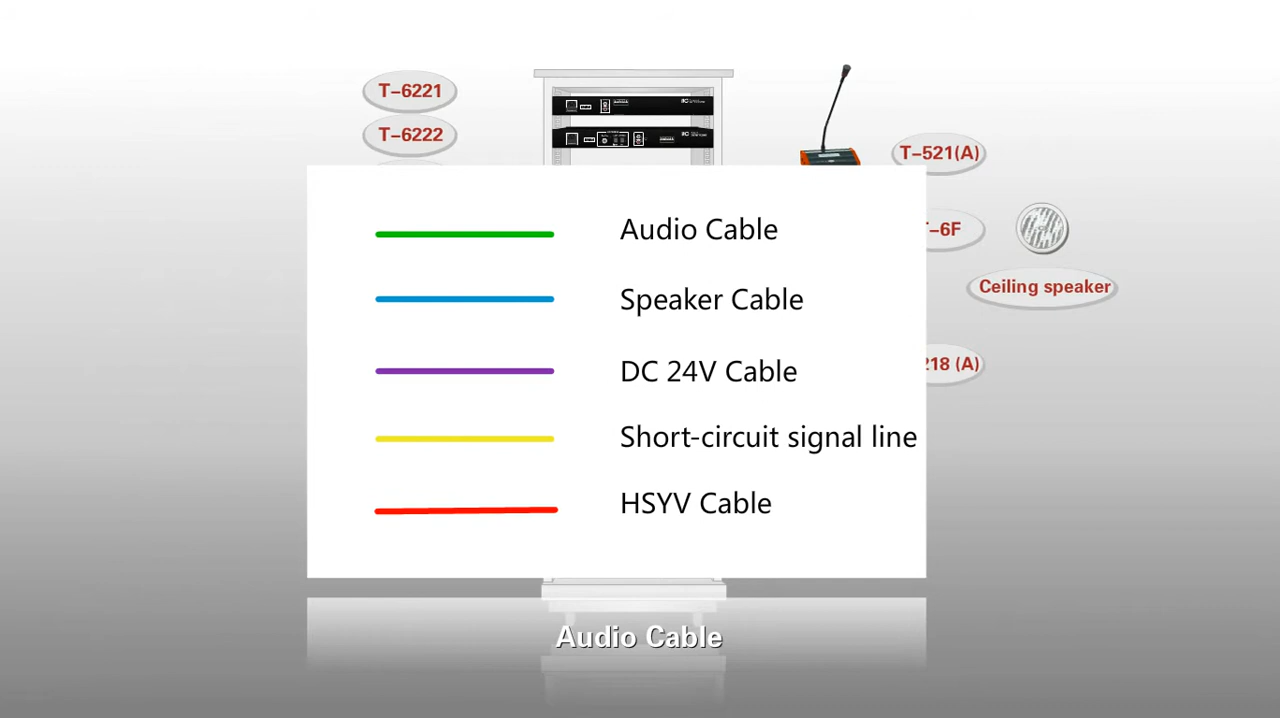 T-6221
T-6222
T-521(A)
T-6F
Ceiling speaker
218 (A)
Audio Cable
Speaker Cable
DC 24V Cable
Short-circuit signal line
HSYV Cable
Audio Cable